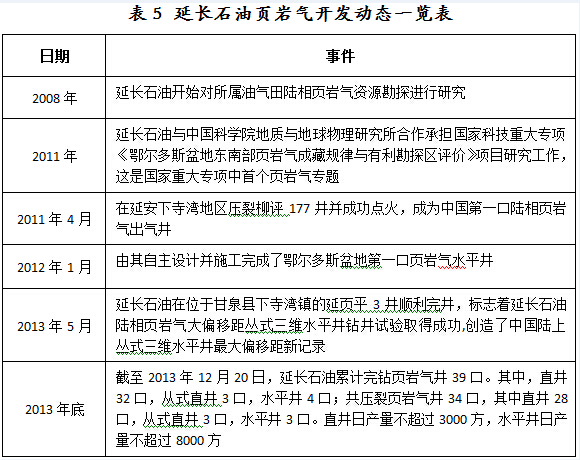 表 5 延长石油页岩气开发动态一览表
日期
事件
2008 年
延长石油开始对所属油气田陆相页岩气资源勘探进行研究
2011 年
延长石油与中国科学院地质与地球物理研究所合作承担国家科技重大专项
《鄂尔多斯盆地东南部页岩气成藏规律与有利勘探区评价》项目研究工作，
这是国家重大专项中首个页岩气专题
2011 年 4 月
在延安下寺湾地区压裂柳评 177 井并成功点火，成为中国第一口陆相页岩
气出气井
2012 年 1 月
由其自主设计并施工完成了鄂尔多斯盆地第一口页岩气水平井
2013 年 5 月
延长石油在位于甘泉县下寺湾镇的延页平 3 井顺利完井，标志着延长石油
陆相页岩气大偏移距丛式三维水平井钻井试验取得成功,创造了中国陆上
丛式三维水平井最大偏移距新记录
2013 年底
截至 2013 年 12 月 20 日，延长石油累计完钻页岩气井 39 口。其中，直井
32 口，从式直井 3 口，水平井 4 口；共压裂页岩气井 34 口，其中直井 28
口，从式直井 3 口，水平井 3 口。直井日产量不超过 3000 方，水平井日产
量不超过 8000 方